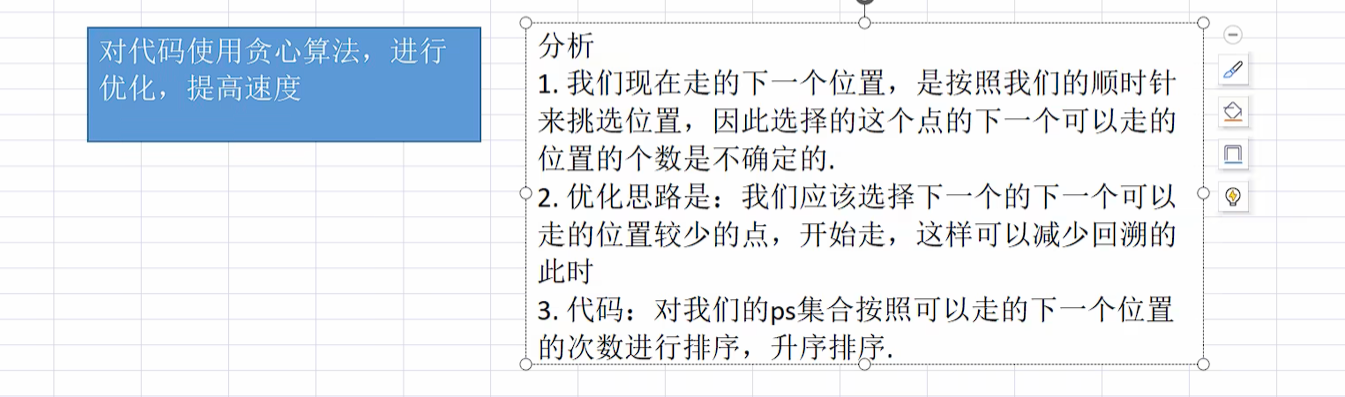 对代码使用贪心算法，进行
优化，提高速度
分析
1. 我们现在走的下一个位置，是按照我们的顺时针
来挑选位置，因此选择的这个点的下一个可以走的
位置的个数是不确定的.
2. 优化思路是：我们应该选择下一个的下一个可以
走的位置较少的点，开始走，这样可以减少回溯的
此时
3. 代码：对我们的ps集合按照可以走的下一个位置
的次数进行排序，升序排序.